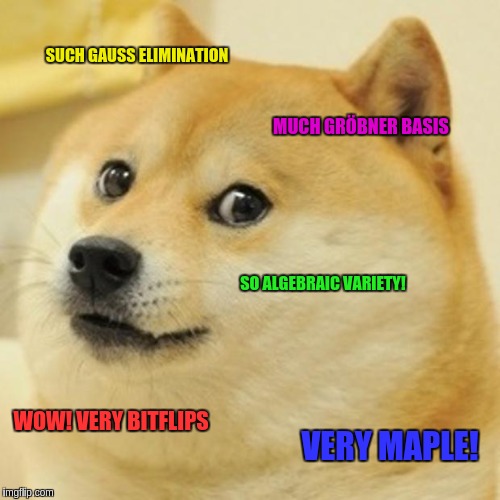 SUCH GAUSS ELIMINATION
MUCH GRÖBNER BASIS
SO ALGEBRAIC VARIETY!
WOW! VERY BITFLIPS
VERY MAPLE!
imgflip.com